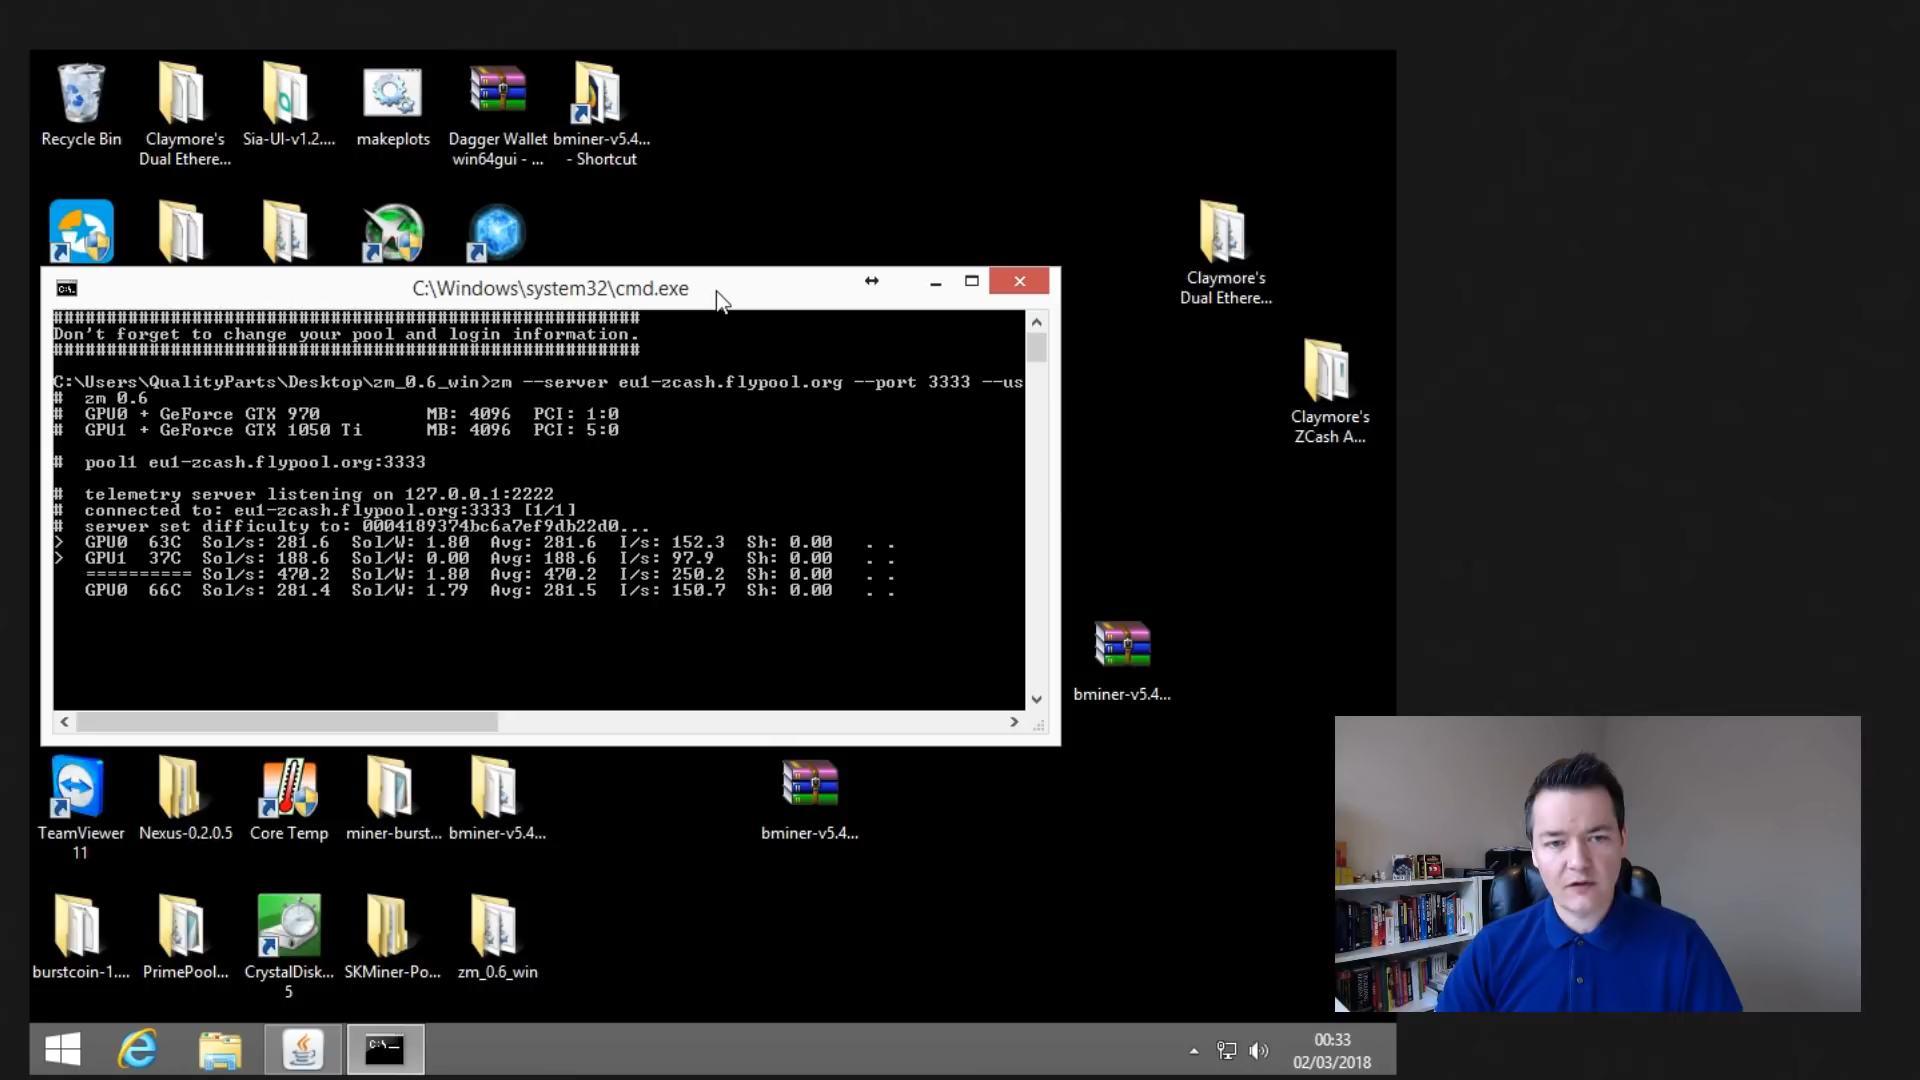 Recycle Bin
Claymore's
Dual Ethere...
Sia-UI-v1.2....
makeplots
Dagger Wallet
win64gui - ...
bminer-v5.4...
- Shortcut
Claymore's
Dual Ethere...
C:\Windows\system32\cmd.exe
#######################################################
Don't forget to change your pool and login information.
#######################################################
C:\Users\QualityParts\Desktop\zm_0.6_win>zm --server eu1-zcash.flypool.org --port 3333 --us
#  zm 0.6
#  GPU0 + GeForce GTX 970          MB: 4096  PCI: 1:0
#  GPU1 + GeForce GTX 1050 Ti      MB: 4096  PCI: 5:0
#  pool1 eu1-zcash.flypool.org:3333
#  telemetry server listening on 127.0.0.1:2222
#  connected to: eu1-zcash.flypool.org:3333 [1/1]
#  server set difficulty to: 0004189374bc6a7ef9db22d0...
>  GPU0  63C  Sol/s: 281.6  Sol/W: 1.80  Avg: 281.6  I/s: 152.3  Sh: 0.00   . .
>  GPU1  37C  Sol/s: 188.6  Sol/W: 0.00  Avg: 188.6  I/s: 97.9   Sh: 0.00   . .
   ========== Sol/s: 470.2  Sol/W: 1.80  Avg: 470.2  I/s: 250.2  Sh: 0.00   . .
   GPU0  66C  Sol/s: 281.4  Sol/W: 1.79  Avg: 281.5  I/s: 150.7  Sh: 0.00   . .
Claymore's
ZCash A...
bminer-v5.4...
TeamViewer
11
Nexus-0.2.0.5
Core Temp
miner-burst...
bminer-v5.4...
bminer-v5.4...
burstcoin-1....
PrimePool...
CrystalDisk...
5
SKMiner-Po...
zm_0.6_win
00:33
02/03/2018